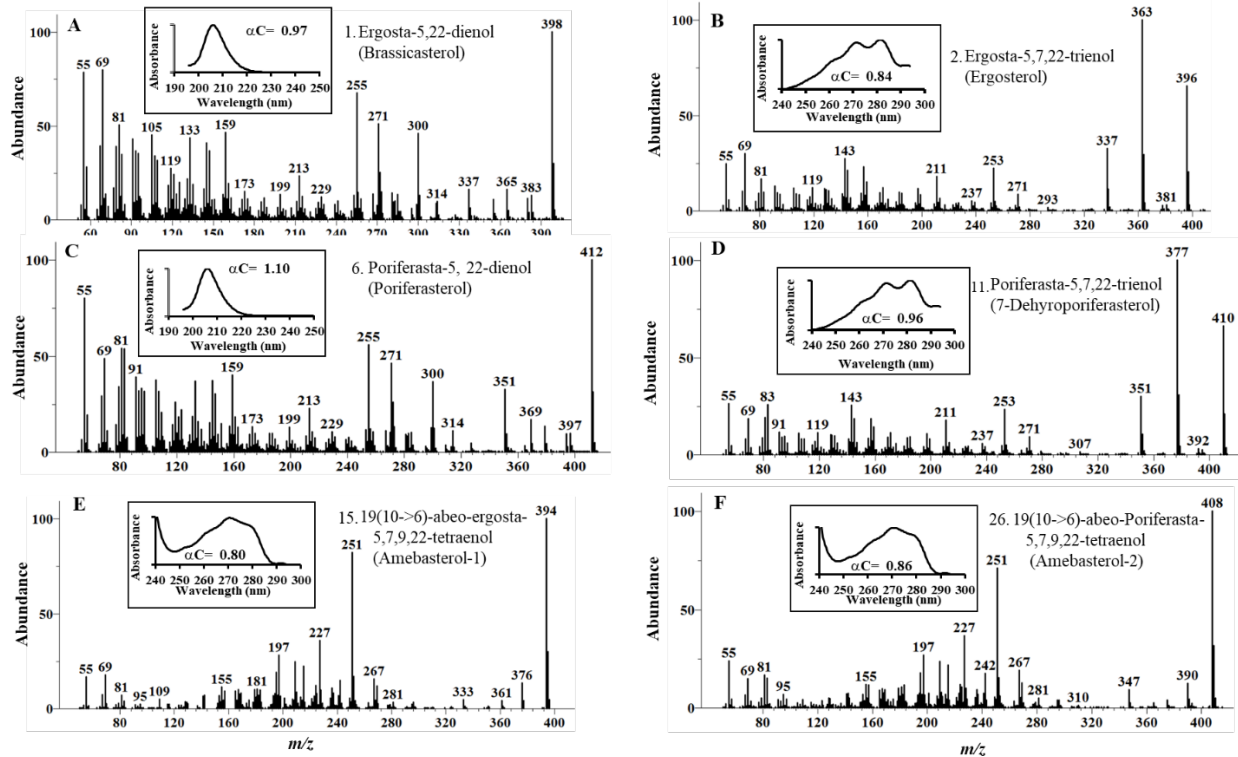 A
Abundance
100
50
0
55
69
81
105
119
133
159
173
199
213
229
255
271
300
314
337
365
383
398
60
90
120
150
180
210
240
270
300
330
360
390
Absorbance
αC= 0.97
190 200 210 220 230 240 250
Wavelength (nm)
1. Ergosta-5,22-dienol
(Brassicasterol)
B
Abundance
100
50
0
55
69
81
119
143
211
237
253
271
293
337
363
381
396
40 80 120 160 200 240 280 320 360 400
Absorbance
αC= 0.84
240 250 260 270 280 290 300
Wavelength (nm)
2. Ergosta-5,7,22-trienol
(Ergosterol)
C
Abundance
100
50
0
55
69
81
91
159
173
199
213
229
255
271
300
314
351
369
397
412
80 120 160 200 240 280 320 360 400
Absorbance
αC= 1.10
190 200 210 220 230 240 250
Wavelength (nm)
6. Poriferasta-5, 22-dienol
(Poriferasterol)
D
Abundance
100
50
0
55
69
83
91
119
143
211
237
253
271
307
351
377
392
410
40 80 120 160 200 240 280 320 360 400
Absorbance
αC= 0.96
240 250 260 270 280 290 300
Wavelength (nm)
11. Poriferasta-5,7,22-trienol
(7-Dehyroporiferasterol)
E
Abundance
100
50
0
55
69
81
95
109
155
181
197
227
251
267
281
333
361
376
394
40 80 120 160 200 240 280 320 360 400
Absorbance
αC= 0.80
240 250 260 270 280 290 300
Wavelength (nm)
15. 19(10->6)-abeo-ergosta-
5,7,9,22-tetraenol
(Amebasterol-1)
m/z
F
Abundance
100
50
0
55
69
81
95
155
197
227
242
251
267
281
310
347
390
408
40 80 120 160 200 240 280 320 360 400
Absorbance
αC= 0.86
240 250 260 270 280 290 300
Wavelength (nm)
26. 19(10->6)-abeo-Poriferasta-
5,7,9,22-tetraenol
(Amebasterol-2)
m/z